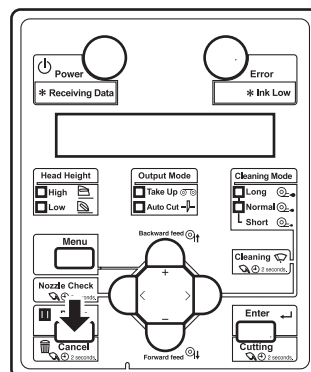 Power
Error
* Receiving Data
* Ink Low
Head Height
High
Low
Output Mode
Take Up
Auto Cut
Cleaning Mode
Long
Normal
Short
Menu
Backward feed
+
< >
−
Forward feed
Cleaning
2 seconds.
Nozzle Check
2 seconds.
Enter
Cancel
2 seconds.
Cutting
2 seconds.